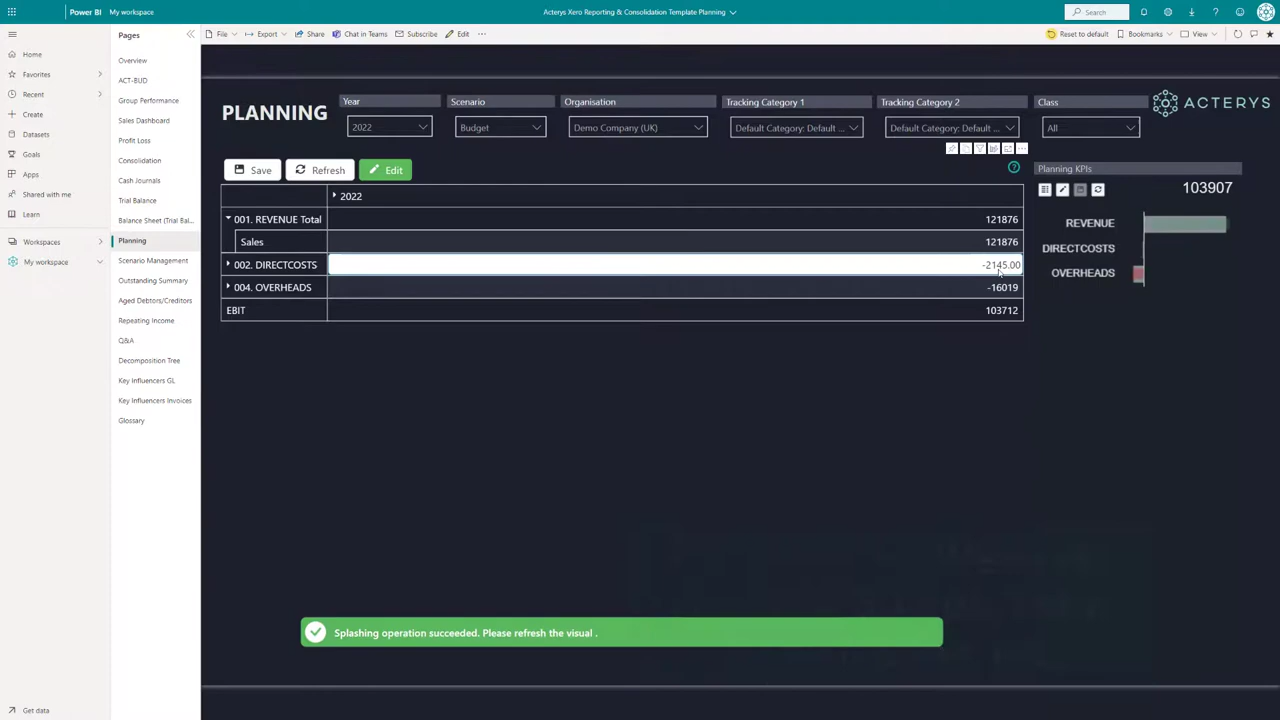 Power BI
My workspace
Acterys Xero Reporting & Consolidation Template Planning
Search
Pages
File
Export
Share
Chat in Teams
Subscribe
Edit
Reset to default
Bookmarks
View
Home
Favorites
Recent
Create
Datasets
Goals
Apps
Shared with me
Learn
Workspaces
My workspace
Get data
Overview
ACT-BUD
Group Performance
Sales Dashboard
Profit Loss
Consolidation
Cash Journals
Trial Balance
Balance Sheet (Trial Bal...
Planning
Scenario Management
Outstanding Summary
Aged Debtors/Creditors
Repeating Income
Q&A
Decomposition Tree
Key Influencers GL
Key Influencers Invoices
Glossary
PLANNING
Year
2022
Scenario
Budget
Organisation
Demo Company (UK)
Tracking Category 1
Default Category: Default ...
Tracking Category 2
Default Category: Default ...
Class
All
ACTERYS
Save
Refresh
Edit
2022
001. REVENUE Total 121876
Sales 121876
002. DIRECTCOSTS -2145.00
004. OVERHEADS -16019
EBIT 103712
Planning KPIs
103907
REVENUE
DIRECTCOSTS
OVERHEADS
Splashing operation succeeded. Please refresh the visual .